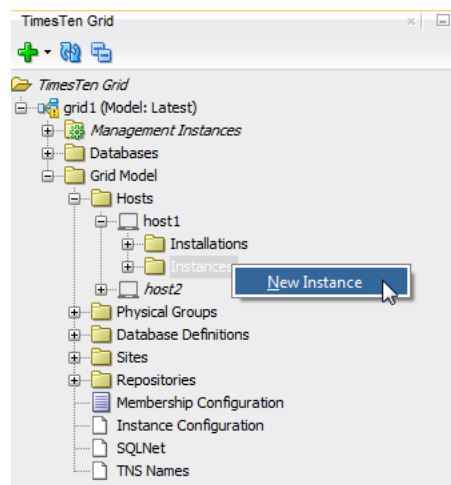 TimesTen Grid
TimesTen Grid
grid1 (Model: Latest)
Management Instances
Databases
Grid Model
Hosts
host1
Installations
Instances
New Instance
host2
Physical Groups
Database Definitions
Sites
Repositories
Membership Configuration
Instance Configuration
SQLNet
TNS Names